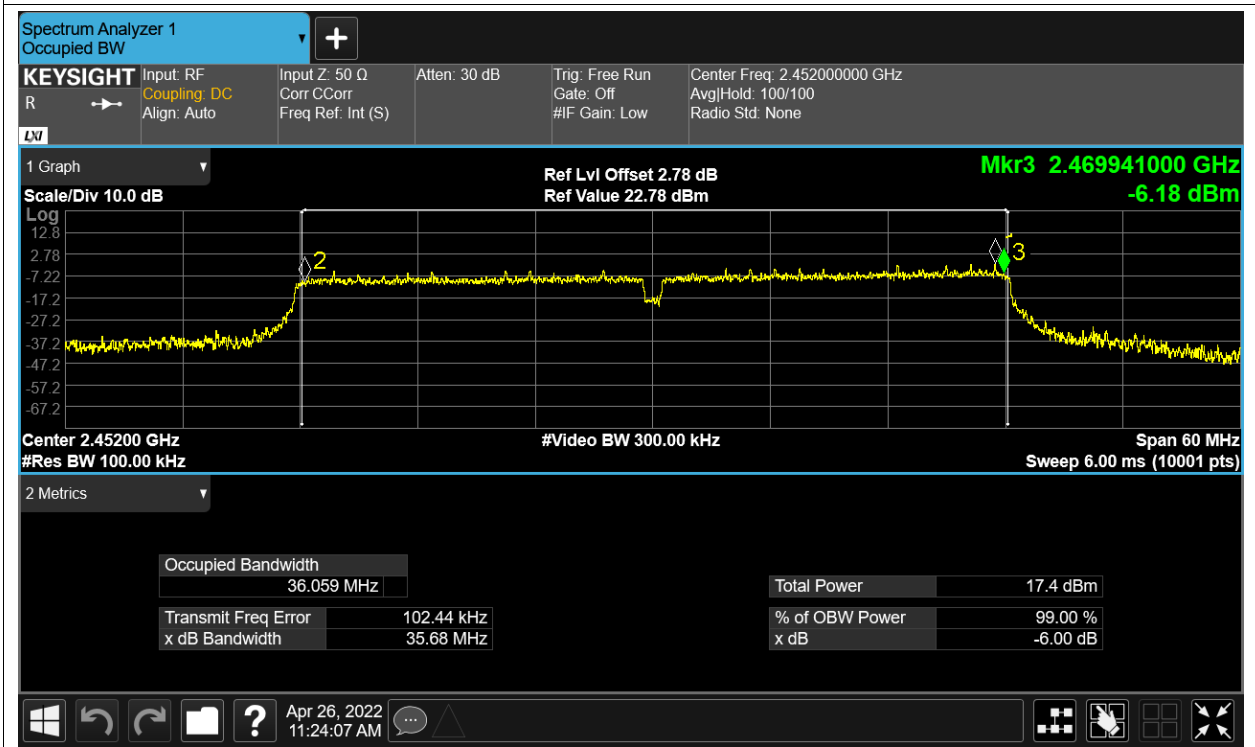 Spectrum Analyzer 1
Occupied BW
+
KEYSIGHT
R
LXI
Input: RF
Coupling: DC
Align: Auto
Input Z: 50 Ω
Corr CCorr
Freq Ref: Int (S)
Atten: 30 dB
Trig: Free Run
Gate: Off
#IF Gain: Low
Center Freq: 2.452000000 GHz
Avg|Hold: 100/100
Radio Std: None
1 Graph
Scale/Div 10.0 dB
Ref Lvl Offset 2.78 dB
Ref Value 22.78 dBm
Mkr3 2.469941000 GHz
-6.18 dBm
Log
12.8
2.78
-7.22
-17.2
-27.2
-37.2
-47.2
-57.2
-67.2
2
3
Center 2.45200 GHz
#Res BW 100.00 kHz
#Video BW 300.00 kHz
Span 60 MHz
Sweep 6.00 ms (10001 pts)
2 Metrics
Occupied Bandwidth
36.059 MHz
Transmit Freq Error 102.44 kHz
x dB Bandwidth 35.68 MHz
Total Power 17.4 dBm
% of OBW Power 99.00 %
x dB -6.00 dB
?
Apr 26, 2022
11:24:07 AM